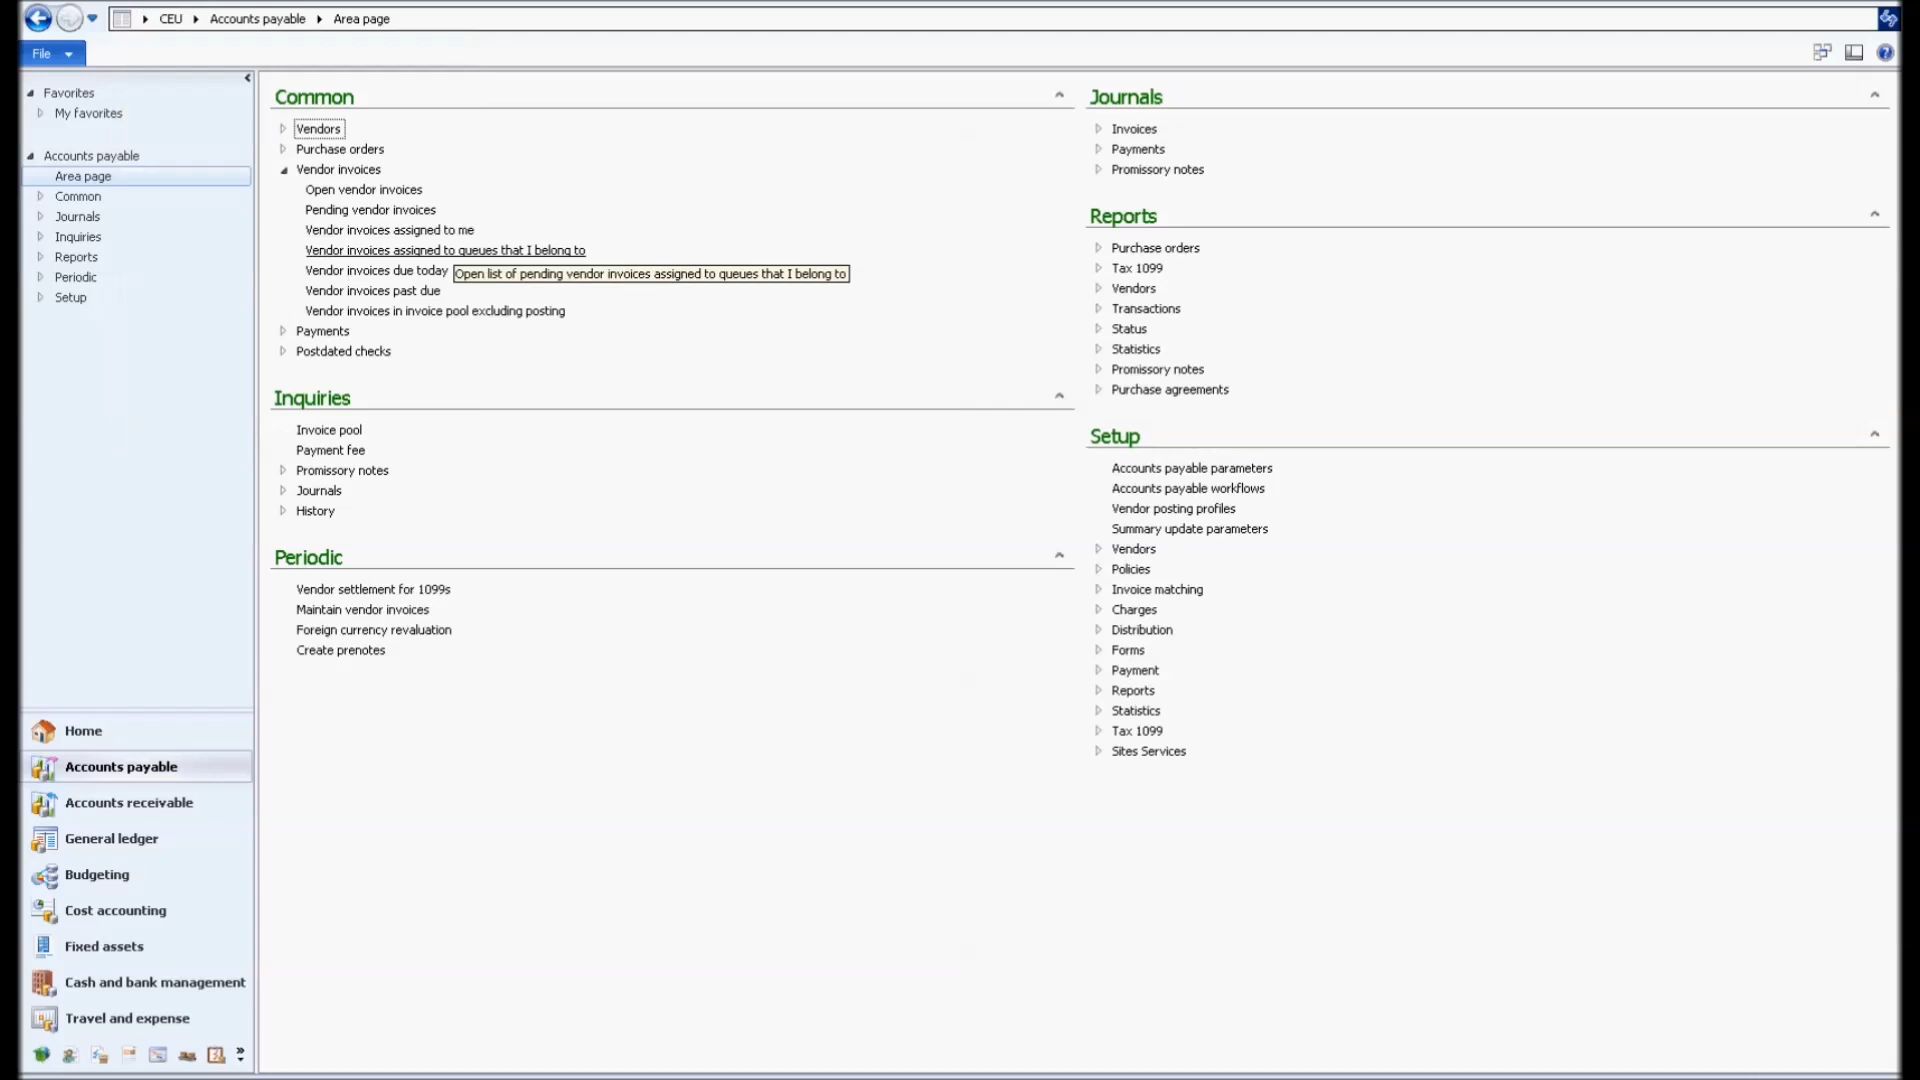 CEU
Accounts payable
Area page
File
Favorites
My favorites
Accounts payable
Area page
Common
Journals
Inquiries
Reports
Periodic
Setup
Home
Accounts payable
Accounts receivable
General ledger
Budgeting
Cost accounting
Fixed assets
Cash and bank management
Travel and expense
Common
Vendors
Purchase orders
Vendor invoices
Open vendor invoices
Pending vendor invoices
Vendor invoices assigned to me
Vendor invoices assigned to queues that I belong to
Vendor invoices due today
Open list of pending vendor invoices assigned to queues that I belong to
Vendor invoices past due
Vendor invoices in invoice pool excluding posting
Payments
Postdated checks
Inquiries
Invoice pool
Payment fee
Promissory notes
Journals
History
Periodic
Vendor settlement for 1099s
Maintain vendor invoices
Foreign currency revaluation
Create prenotes
Journals
Invoices
Payments
Promissory notes
Reports
Purchase orders
Tax 1099
Vendors
Transactions
Status
Statistics
Promissory notes
Purchase agreements
Setup
Accounts payable parameters
Accounts payable workflows
Vendor posting profiles
Summary update parameters
Vendors
Policies
Invoice matching
Charges
Distribution
Forms
Payment
Reports
Statistics
Tax 1099
Sites Services